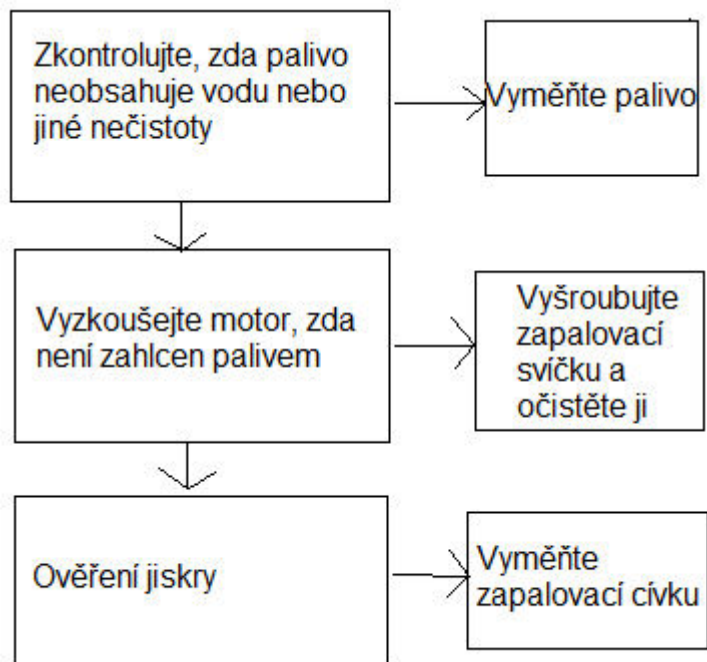 Zkontrolujte, zda palivo
neobsahuje vodu nebo
jiné nečistoty
Vyměňte palivo
Vyzkoušejte motor, zda
není zahlcen palivem
Vyšroubujte
zapalovací
svíčku a
očistěte ji
Ověření jiskry
Vyměňte
zapalovací cívku